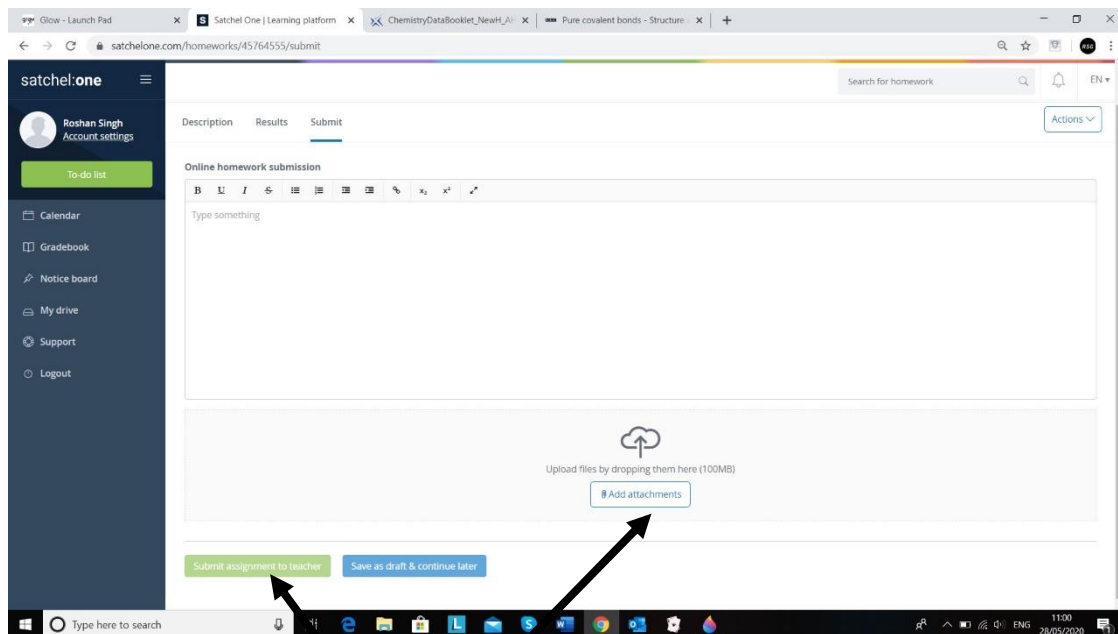 Glow - Launch Pad
Satchel One | Learning platform
ChemistryDataBooklet_NewH_AH
Pure covalent bonds - Structure
satchelone.com/homeworks/45764555/submit
satchel:one
Search for homework
EN
Roshan Singh
Account settings
To-do list
Calendar
Gradebook
Notice board
My drive
Support
Logout
Description Results Submit
Actions
Online homework submission
B U I S x₂ x²
Type something
Upload files by dropping them here (100MB)
Add attachments
Submit assignment to teacher
Save as draft & continue later
Type here to search
ENG
11:00
28/05/2020